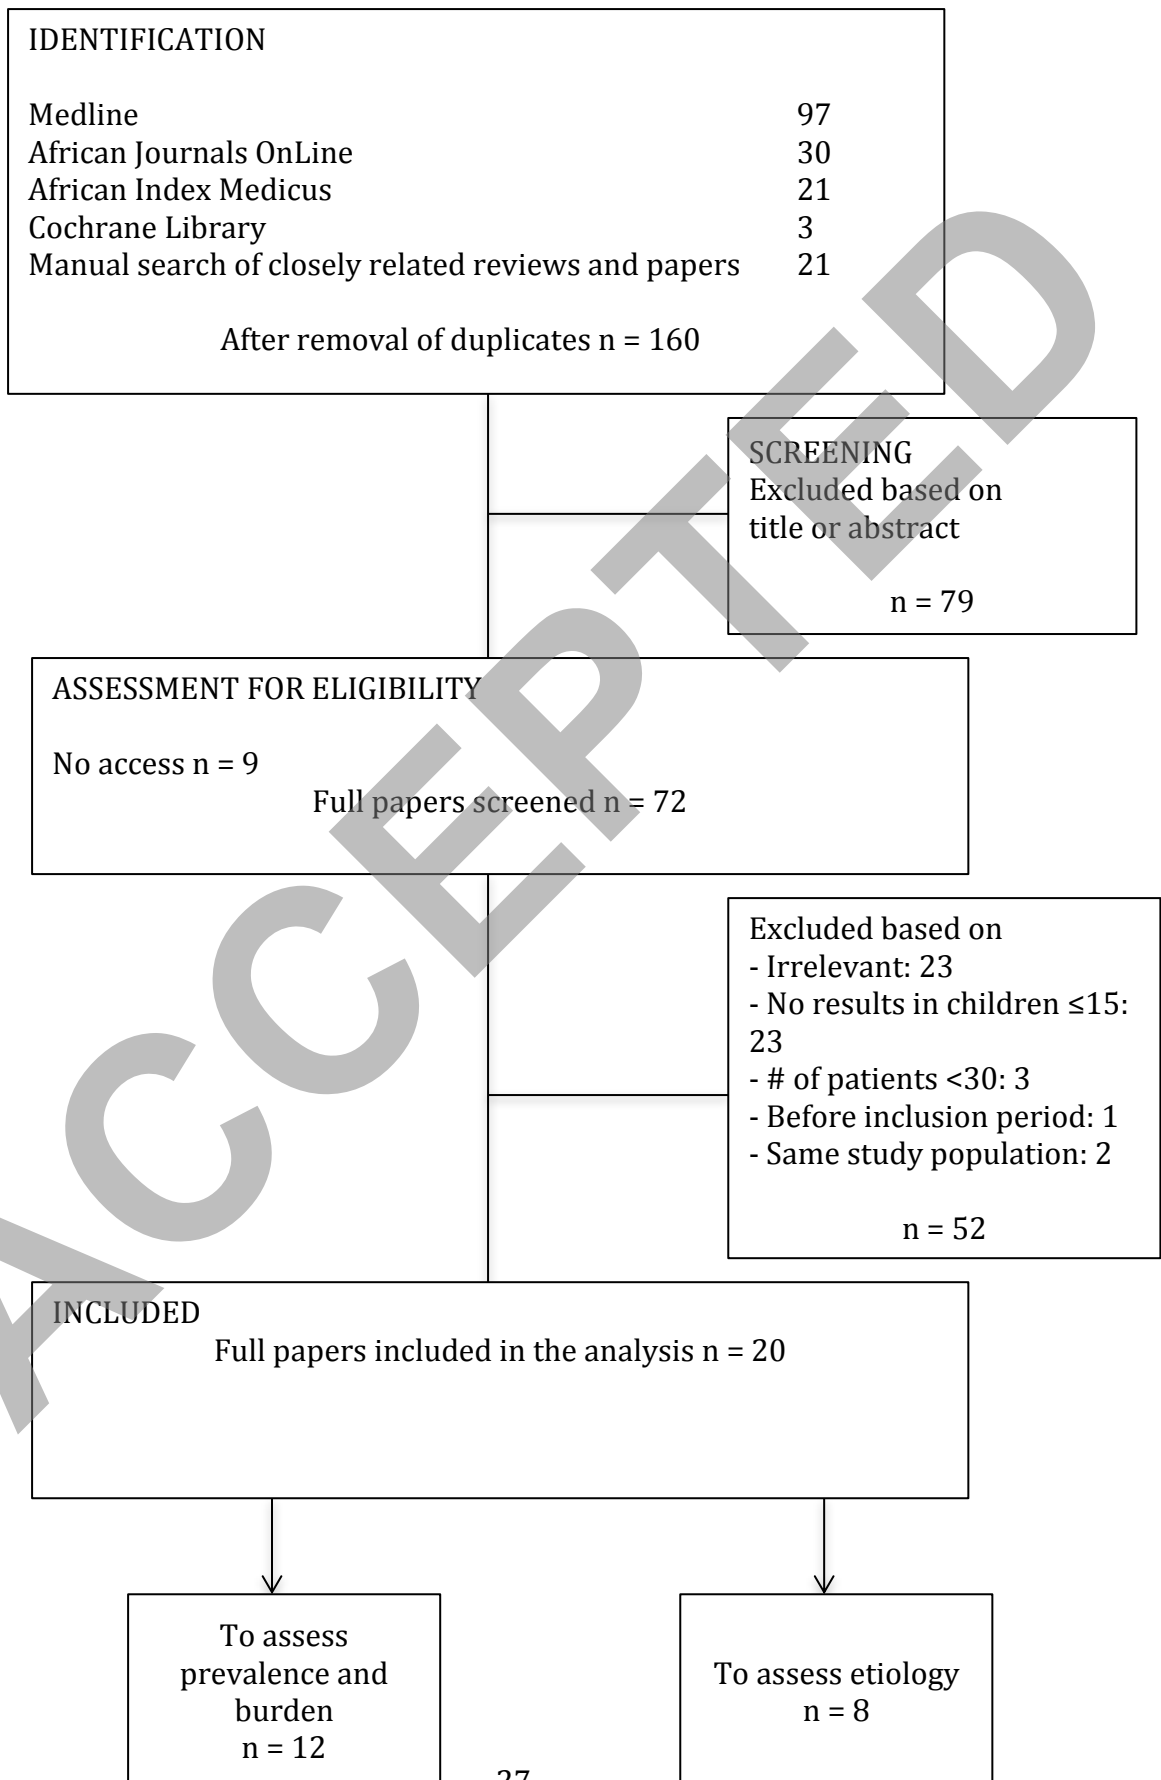 IDENTIFICATION
Medline 97
African Journals OnLine 30
African Index Medicus 21
Cochrane Library 3
Manual search of closely related reviews and papers 21
After removal of duplicates n = 160
SCREENING
Excluded based on
title or abstract
n = 79
ASSESSMENT FOR ELIGIBILITY
No access n = 9
Full papers screened n = 72
Excluded based on
- Irrelevant: 23
- No results in children ≤15:
23
- # of patients <30: 3
- Before inclusion period: 1
- Same study population: 2
n = 52
INCLUDED
Full papers included in the analysis n = 20
To assess
prevalence and
burden
n = 12
To assess etiology
n = 8
27
ACCEPTED